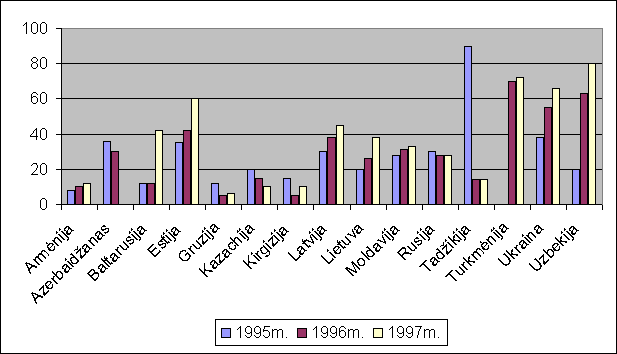 100
80
60
40
20
0
Armėnija
Azerbaidžanas
Baltarusija
Estija
Gruzija
Kazachija
Kirgizija
Latvija
Lietuva
Moldavija
Rusija
Tadžikija
Turkmėnija
Ukraina
Uzbekija
1995m. 1996m. 1997m.